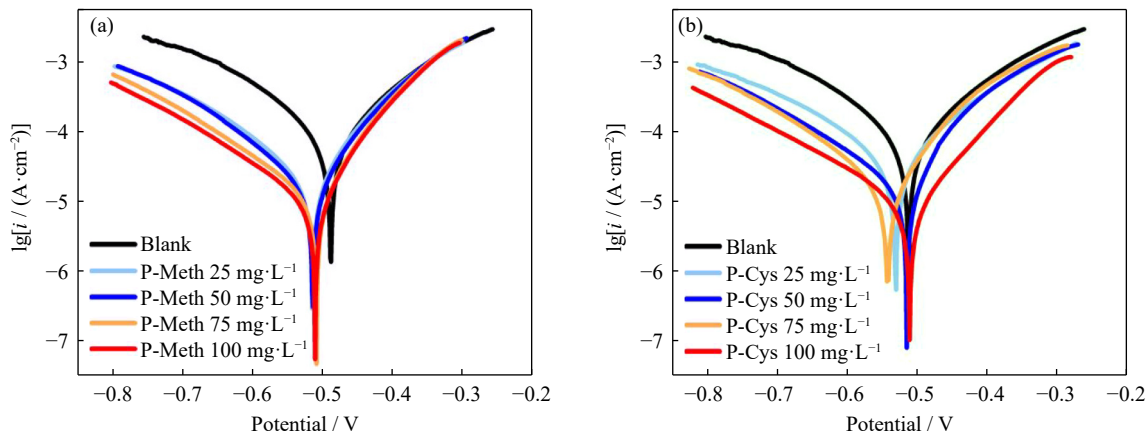 (a)
lg[i / (A·cm⁻²)]
−3
−4
−5
−6
−7
Blank
P-Meth 25 mg·L⁻¹
P-Meth 50 mg·L⁻¹
P-Meth 75 mg·L⁻¹
P-Meth 100 mg·L⁻¹
−0.8 −0.7 −0.6 −0.5 −0.4 −0.3 −0.2
Potential / V
(b)
lg[i / (A·cm⁻²)]
−3
−4
−5
−6
−7
Blank
P-Cys 25 mg·L⁻¹
P-Cys 50 mg·L⁻¹
P-Cys 75 mg·L⁻¹
P-Cys 100 mg·L⁻¹
−0.8 −0.7 −0.6 −0.5 −0.4 −0.3 −0.2
Potential / V